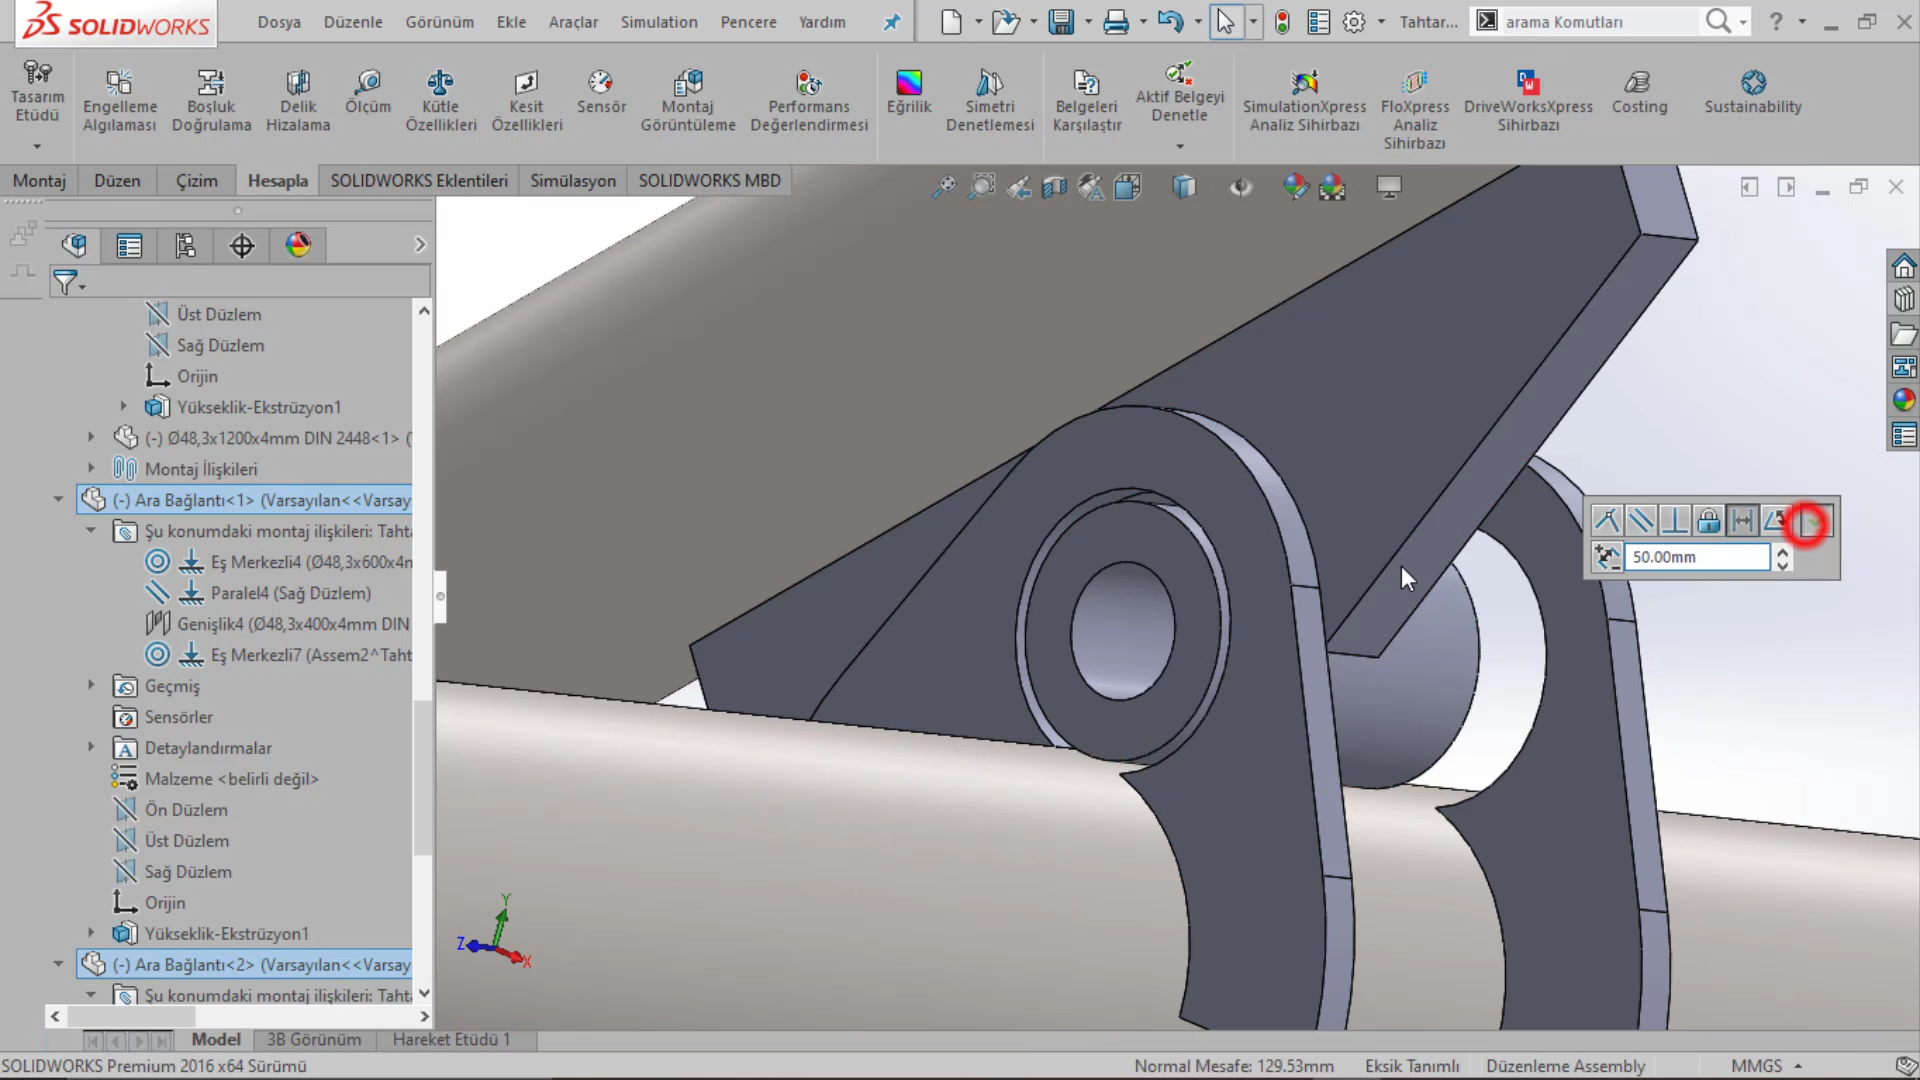 SOLIDWORKS
Dosya Düzenle Görünüm Ekle Araçlar Simulation Pencere Yardım
Tahtar...
arama Komutları
?
Tasarım Etüdü
Engelleme Algılaması
Boşluk Doğrulama
Delik Hizalama
Ölçüm
Kütle Özellikleri
Kesit Özellikleri
Sensör
Montaj Görüntüleme
Performans Değerlendirmesi
Eğrilik
Simetri Denetlemesi
Belgeleri Karşılaştır
Aktif Belgeyi Denetle
SimulationXpress Analiz Sihirbazı
FloXpress Analiz Sihirbazı
DriveWorksXpress Sihirbazı
Costing
Sustainability
Montaj Düzen Çizim Hesapla SOLIDWORKS Eklentileri Simülasyon SOLIDWORKS MBD
Üst Düzlem
Sağ Düzlem
Orijin
Yükseklik-Ekstrüzyon1
(-) Ø48,3x1200x4mm DIN 2448<1> (
Montaj İlişkileri
(-) Ara Bağlantı<1> (Varsayılan<<Varsay
Şu konumdaki montaj ilişkileri: Tahta
Eş Merkezli4 (Ø48,3x600x4m
Paralel4 (Sağ Düzlem)
Genişlik4 (Ø48,3x400x4mm DIN
Eş Merkezli7 (Assem2^Taht
Geçmiş
Sensörler
Detaylandırmalar
Malzeme <belirli değil>
Ön Düzlem
Üst Düzlem
Sağ Düzlem
Orijin
Yükseklik-Ekstrüzyon1
(-) Ara Bağlantı<2> (Varsayılan<<Varsay
Şu konumdaki montaj ilişkileri: Tahta
50.00mm
Y
Z
X
Model 3B Görünüm Hareket Etüdü 1
SOLIDWORKS Premium 2016 x64 Sürümü
Normal Mesafe: 129.53mm Eksik Tanımlı Düzenleme Assembly MMGS